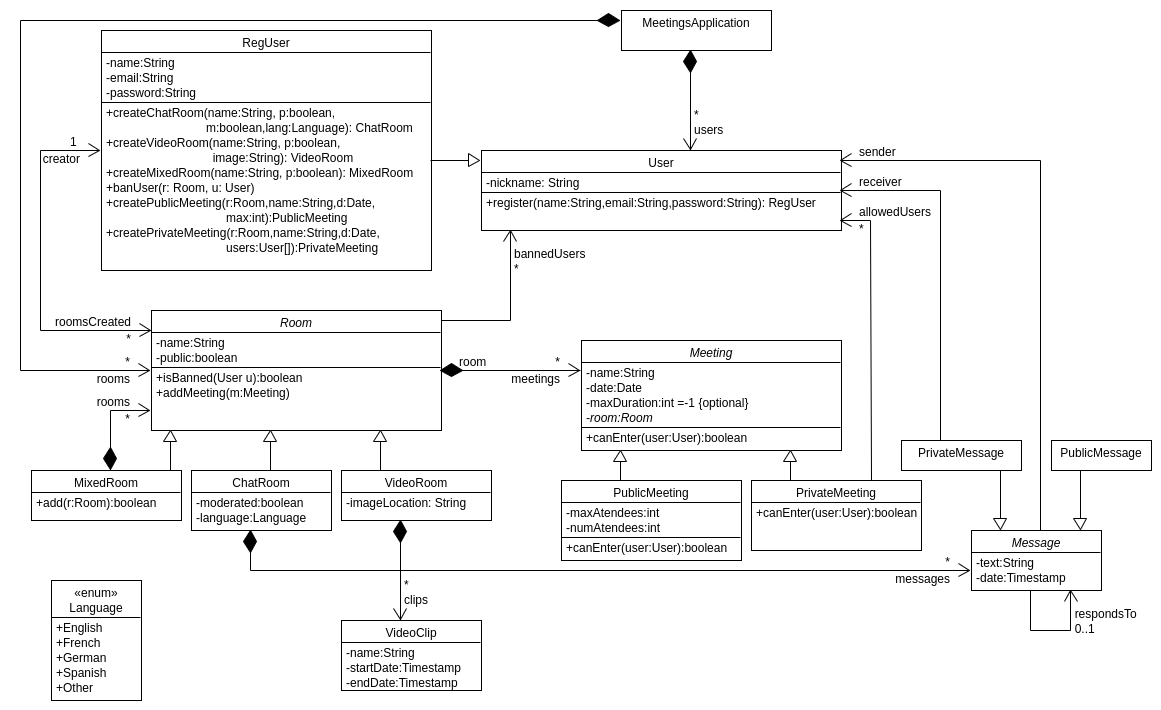 MeetingsApplication
RegUser
-name:String
-email:String
-password:String
+createChatRoom(name:String, p:boolean,
m:boolean,lang:Language): ChatRoom
+createVideoRoom(name:String, p:boolean,
image:String): VideoRoom
+createMixedRoom(name:String, p:boolean): MixedRoom
+banUser(r: Room, u: User)
+createPublicMeeting(r:Room,name:String,d:Date,
max:int):PublicMeeting
+createPrivateMeeting(r:Room,name:String,d:Date,
users:User[]):PrivateMeeting
1
creator
*
users
User
-nickname: String
+register(name:String,email:String,password:String): RegUser
sender
receiver
allowedUsers
*
bannedUsers
*
roomsCreated
*
*
rooms
rooms
*
Room
-name:String
-public:boolean
+isBanned(User u):boolean
+addMeeting(m:Meeting)
room
*
meetings
Meeting
-name:String
-date:Date
-maxDuration:int =-1 {optional}
-room:Room
+canEnter(user:User):boolean
PrivateMessage
PublicMessage
MixedRoom
+add(r:Room):boolean
ChatRoom
-moderated:boolean
-language:Language
VideoRoom
-imageLocation: String
PublicMeeting
-maxAtendees:int
-numAtendees:int
+canEnter(user:User):boolean
PrivateMeeting
+canEnter(user:User):boolean
Message
-text:String
-date:Timestamp
*
messages
respondsTo
0..1
*
clips
«enum»
Language
+English
+French
+German
+Spanish
+Other
VideoClip
-name:String
-startDate:Timestamp
-endDate:Timestamp